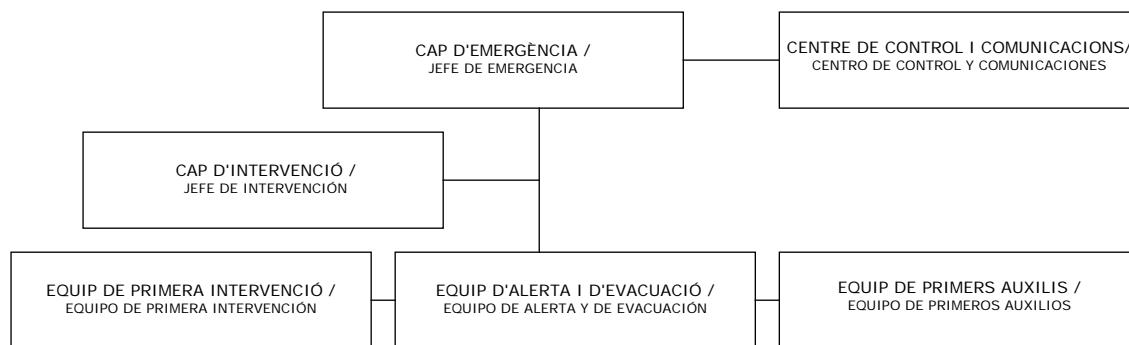 CAP D'EMERGÈNCIA /
JEFE DE EMERGENCIA
CENTRE DE CONTROL I COMUNICACIONS/
CENTRO DE CONTROL Y COMUNICACIONES
CAP D'INTERVENCIÓ /
JEFE DE INTERVENCIÓN
EQUIP DE PRIMERA INTERVENCIÓ /
EQUIPO DE PRIMERA INTERVENCIÓN
EQUIP D'ALERTA I D'EVACUACIÓ /
EQUIPO DE ALERTA Y DE EVACUACIÓN
EQUIP DE PRIMERS AUXILIS /
EQUIPO DE PRIMEROS AUXILIOS